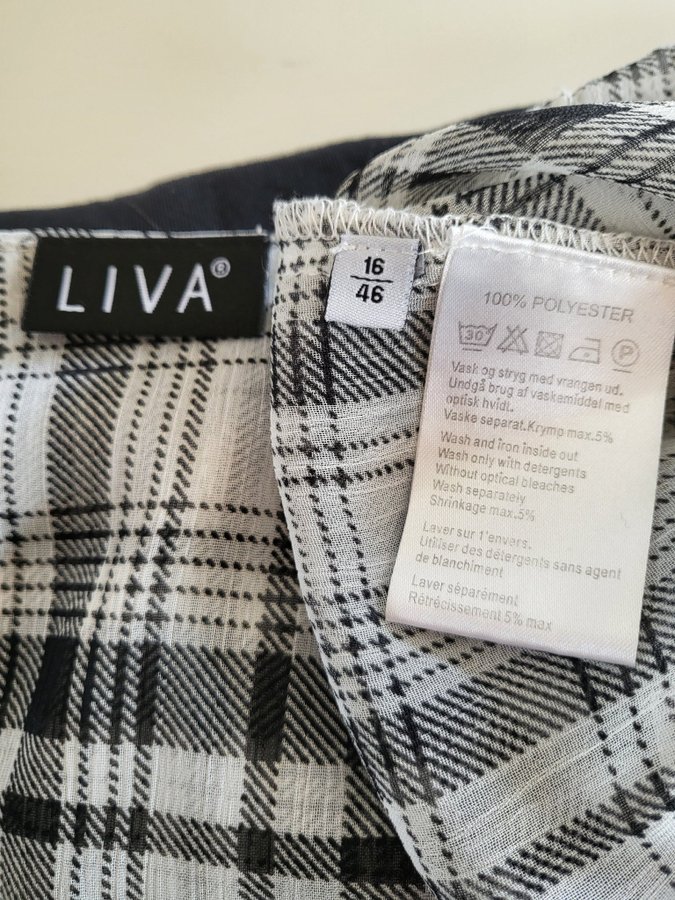 LIVA®
16
46
100% POLYESTER
30 P
Vask og stryg med vrangen ud.
Undgå brug af vaskemiddel med
optisk hvidt.
Vaske separat.Krymp max.5%
Wash and iron inside out
Wash only with detergents
Without optical bleaches
Wash separately
Shrinkage max.5%
Laver sur l'envers.
Utiliser des détergents sans agent
de blanchiment
Laver séparément
Rétrécissement 5% max